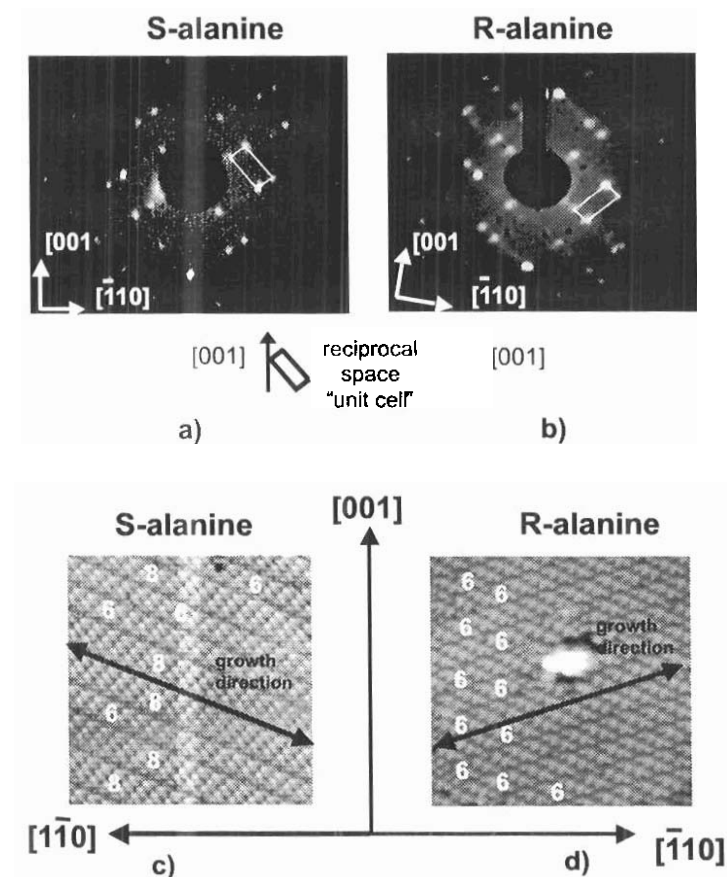 S-alanine
R-alanine
[001
[1̄10]
[001
[1̄10]
[001]
reciprocal
space
"unit cell"
[001]
a)
b)
S-alanine
[001]
R-alanine
8
6
6
6
8
growth
direction
8
6
8
8
6
6
6
6
growth
direction
6
6
6
6
6
6
6
6
[11̄0]
[1̄10]
c)
d)